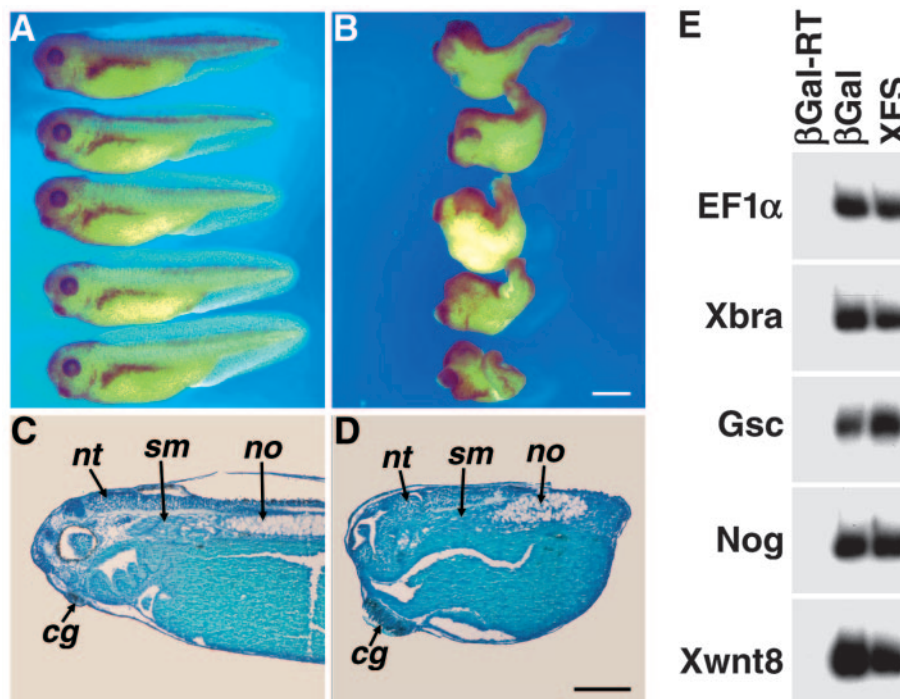 A
B
E
βGal-RT
βGal
XFS
EF1α
Xbra
Gsc
Nog
Xwnt8
C
nt
sm
no
cg
D
nt
sm
no
cg